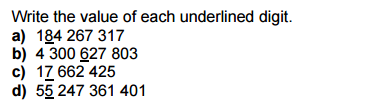 Write the value of each underlined digit.
a) 184 267 317
b) 4 300 627 803
c) 17 662 425
d) 55 247 361 401